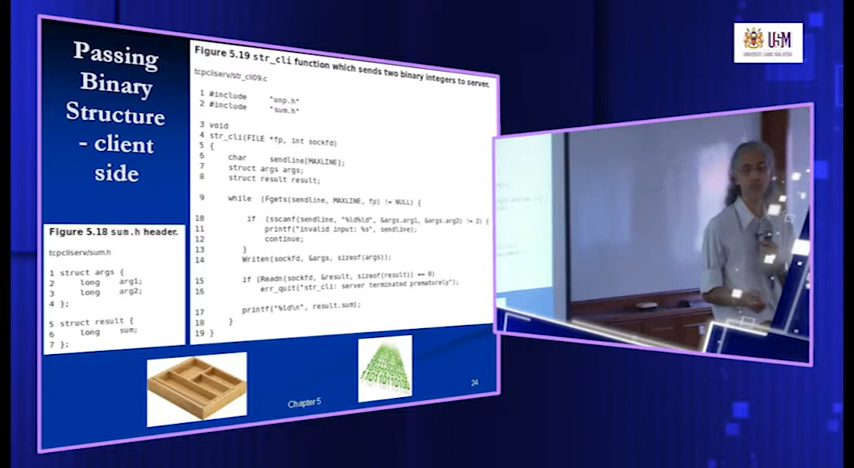 Passing
Binary
Structure
- client
side
Figure 5.18 sum.h header.
tcpcliserv/sum.h
1 struct args {
2 long arg1;
3 long arg2;
4 };
5 struct result {
6 long sum;
7 };
Figure 5.19 str_cli function which sends two binary integers to server.
tcpcliserv/str_cli09.c
1 #include "unp.h"
2 #include "sum.h"
3 void
4 str_cli(FILE *fp, int sockfd)
5 {
6 char sendline[MAXLINE];
7 struct args args;
8 struct result result;
9 while (Fgets(sendline, MAXLINE, fp) != NULL) {
10 if (sscanf(sendline, "%ld%ld", &args.arg1, &args.arg2) != 2) {
11 printf("invalid input: %s", sendline);
12 continue;
13 }
14 Writen(sockfd, &args, sizeof(args));
15 if (Readn(sockfd, &result, sizeof(result)) == 0)
16 err_quit("str_cli: server terminated prematurely");
17 printf("%ld\n", result.sum);
18 }
19 }
Chapter 5
24
USM
UNIVERSITI SAINS MALAYSIA